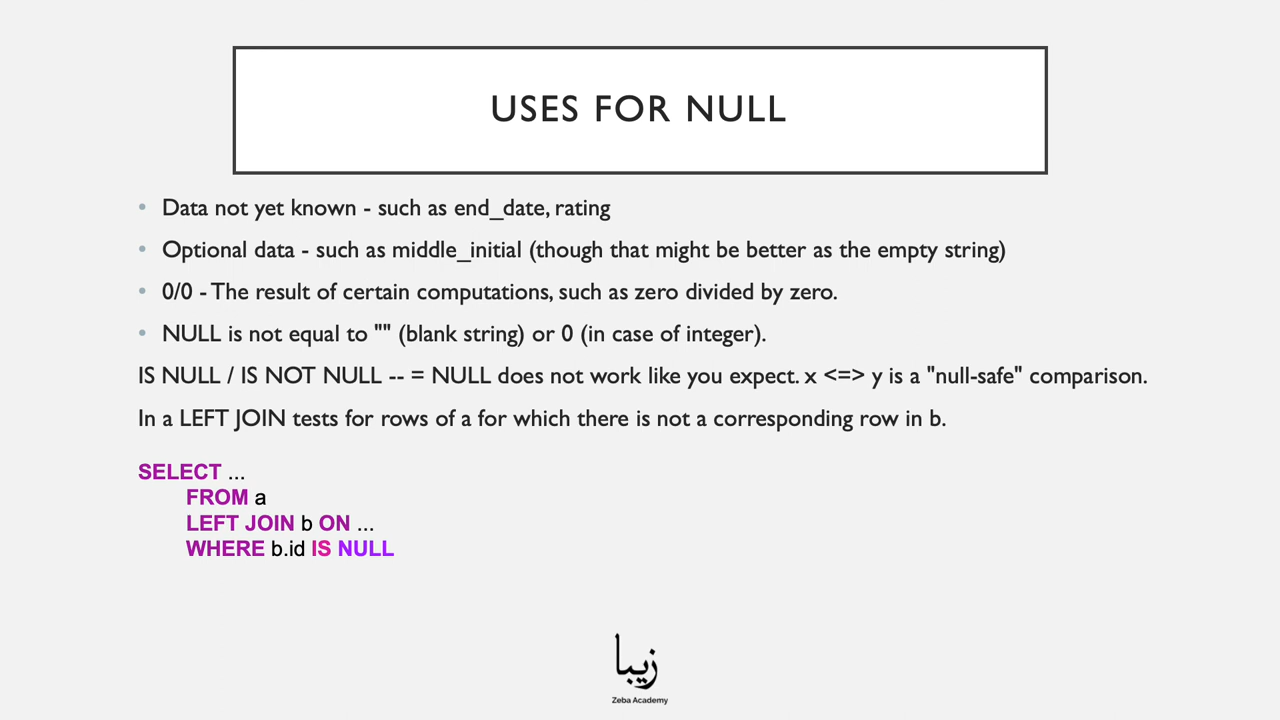 USES FOR NULL
• Data not yet known - such as end_date, rating
• Optional data - such as middle_initial (though that might be better as the empty string)
• 0/0 - The result of certain computations, such as zero divided by zero.
• NULL is not equal to "" (blank string) or 0 (in case of integer).
IS NULL / IS NOT NULL -- = NULL does not work like you expect. x <=> y is a "null-safe" comparison.
In a LEFT JOIN tests for rows of a for which there is not a corresponding row in b.
SELECT ...
FROM a
LEFT JOIN b ON ...
WHERE b.id IS NULL
زیبا
Zeba Academy